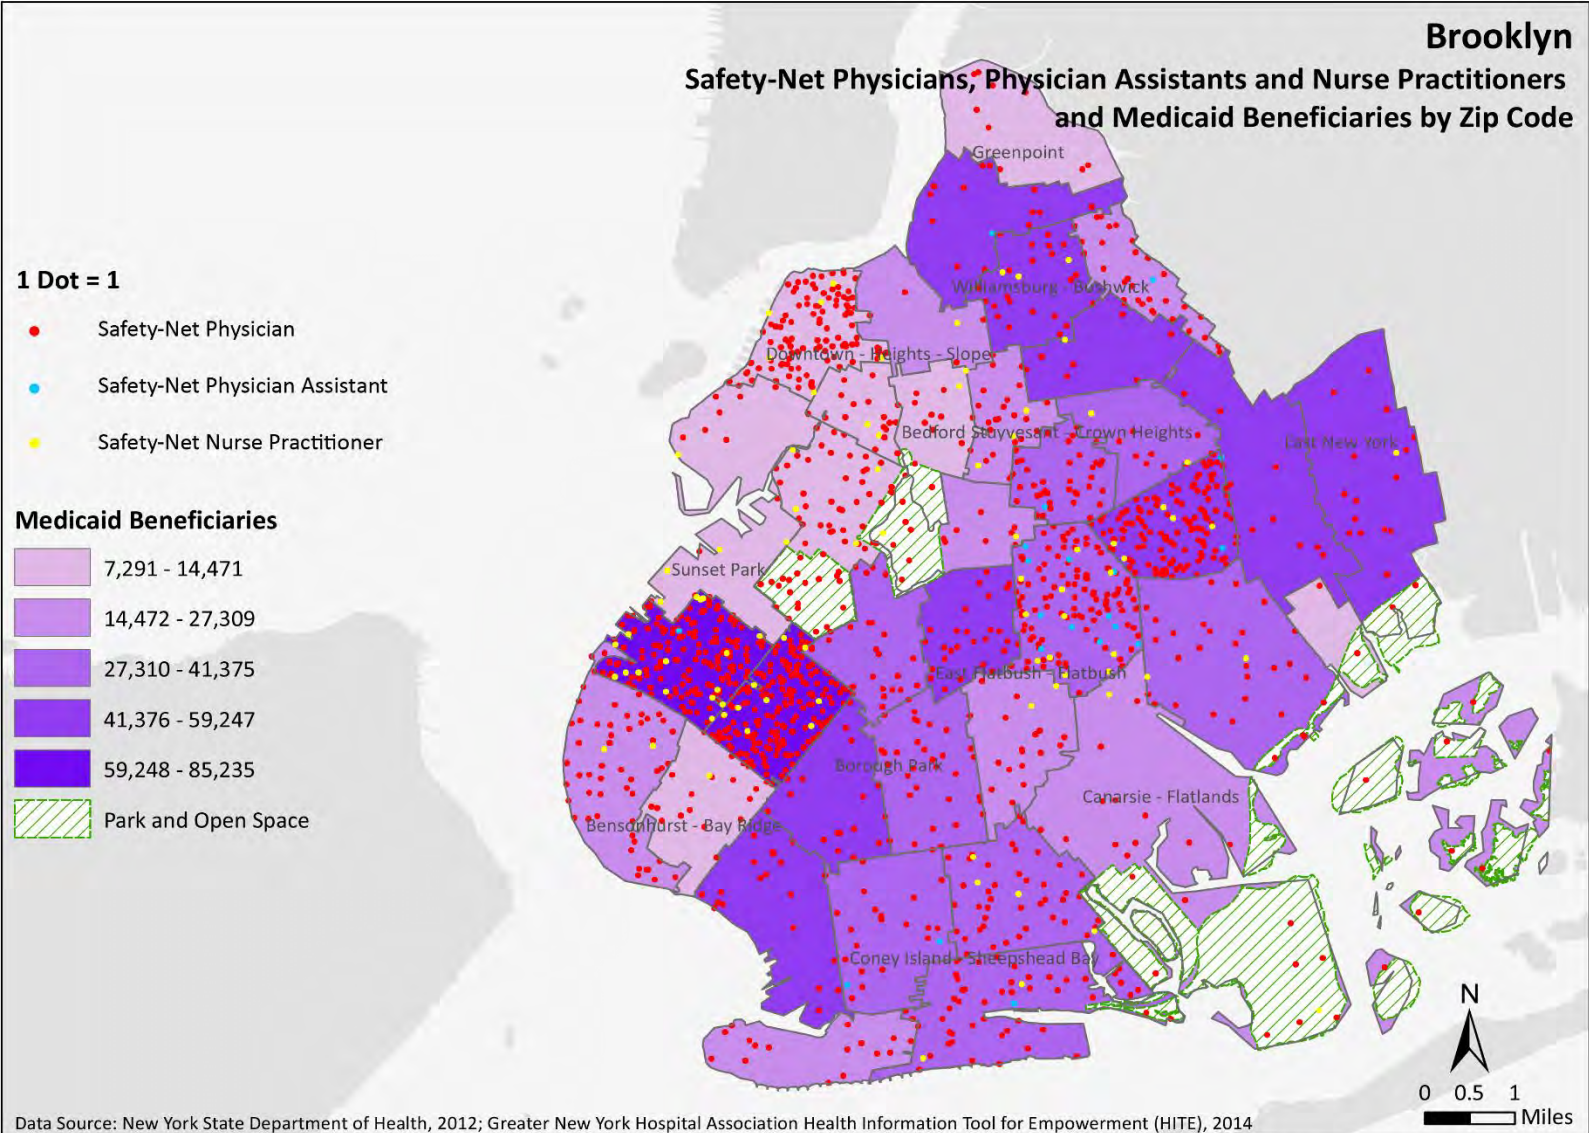 Brooklyn
Safety-Net Physicians, Physician Assistants and Nurse Practitioners
and Medicaid Beneficiaries by Zip Code
1 Dot = 1
Safety-Net Physician
Safety-Net Physician Assistant
Safety-Net Nurse Practitioner
Medicaid Beneficiaries
7,291 - 14,471
14,472 - 27,309
27,310 - 41,375
41,376 - 59,247
59,248 - 85,235
Park and Open Space
Greenpoint
Williamsburg - Bushwick
Downtown - Heights - Slope
Bedford Stuyvesant - Crown Heights
East New York
Sunset Park
East Flatbush - Flatbush
Borough Park
Canarsie - Flatlands
Bensonhurst - Bay Ridge
Coney Island - Sheepshead Bay
N
0 0.5 1
Miles
Data Source: New York State Department of Health, 2012; Greater New York Hospital Association Health Information Tool for Empowerment (HITE), 2014